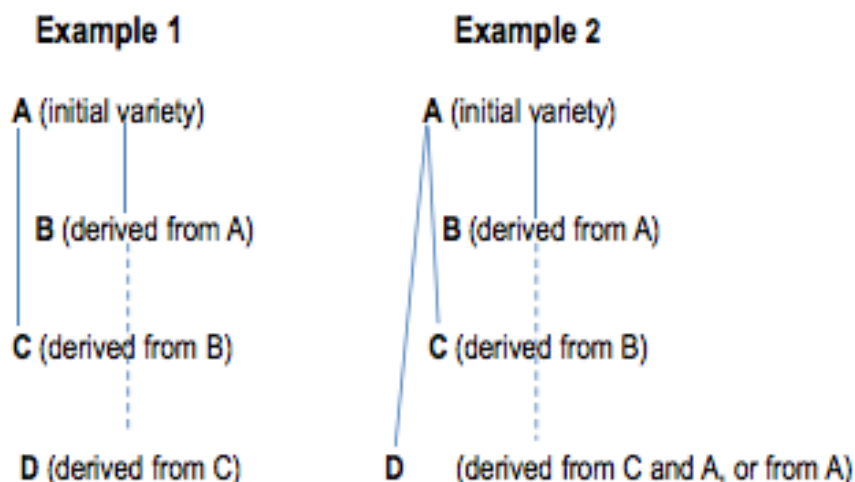 Example 1
A (initial variety)
B (derived from A)
C (derived from B)
D (derived from C)
Example 2
A (initial variety)
B (derived from A)
C (derived from B)
D (derived from C and A, or from A)